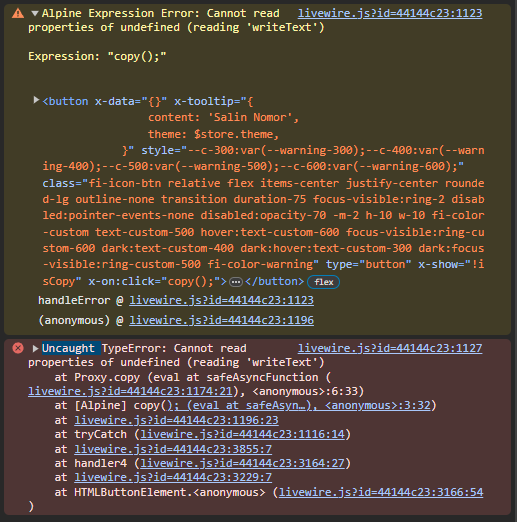 Alpine Expression Error: Cannot read livewire.js?id=44144c23:1123
properties of undefined (reading 'writeText')
Expression: "copy();"
<button x-data="{}" x-tooltip="{
content: 'Salin Nomor',
theme: $store.theme,
}" style="--c-300:var(--warning-300);--c-400:var(--warn
ing-400);--c-500:var(--warning-500);--c-600:var(--warning-600);"
class="fi-icon-btn relative flex items-center justify-center rounde
d-lg outline-none transition duration-75 focus-visible:ring-2 disab
led:pointer-events-none disabled:opacity-70 -m-2 h-10 w-10 fi-color
-custom text-custom-500 hover:text-custom-600 focus-visible:ring-cu
stom-600 dark:text-custom-400 dark:hover:text-custom-300 dark:focus
-visible:ring-custom-500 fi-color-warning" type="button" x-show="!i
sCopy" x-on:click="copy();">…</button> flex
handleError @ livewire.js?id=44144c23:1123
(anonymous) @ livewire.js?id=44144c23:1196
Uncaught TypeError: Cannot read livewire.js?id=44144c23:1127
properties of undefined (reading 'writeText')
at Proxy.copy (eval at safeAsyncFunction (
livewire.js?id=44144c23:1174:21), <anonymous>:6:33)
at [Alpine] copy(); (eval at safeAsyn…), <anonymous>:3:32)
at livewire.js?id=44144c23:1196:23
at tryCatch (livewire.js?id=44144c23:1116:14)
at livewire.js?id=44144c23:3855:7
at handler4 (livewire.js?id=44144c23:3164:27)
at livewire.js?id=44144c23:3229:7
at HTMLButtonElement.<anonymous> (livewire.js?id=44144c23:3166:54
)